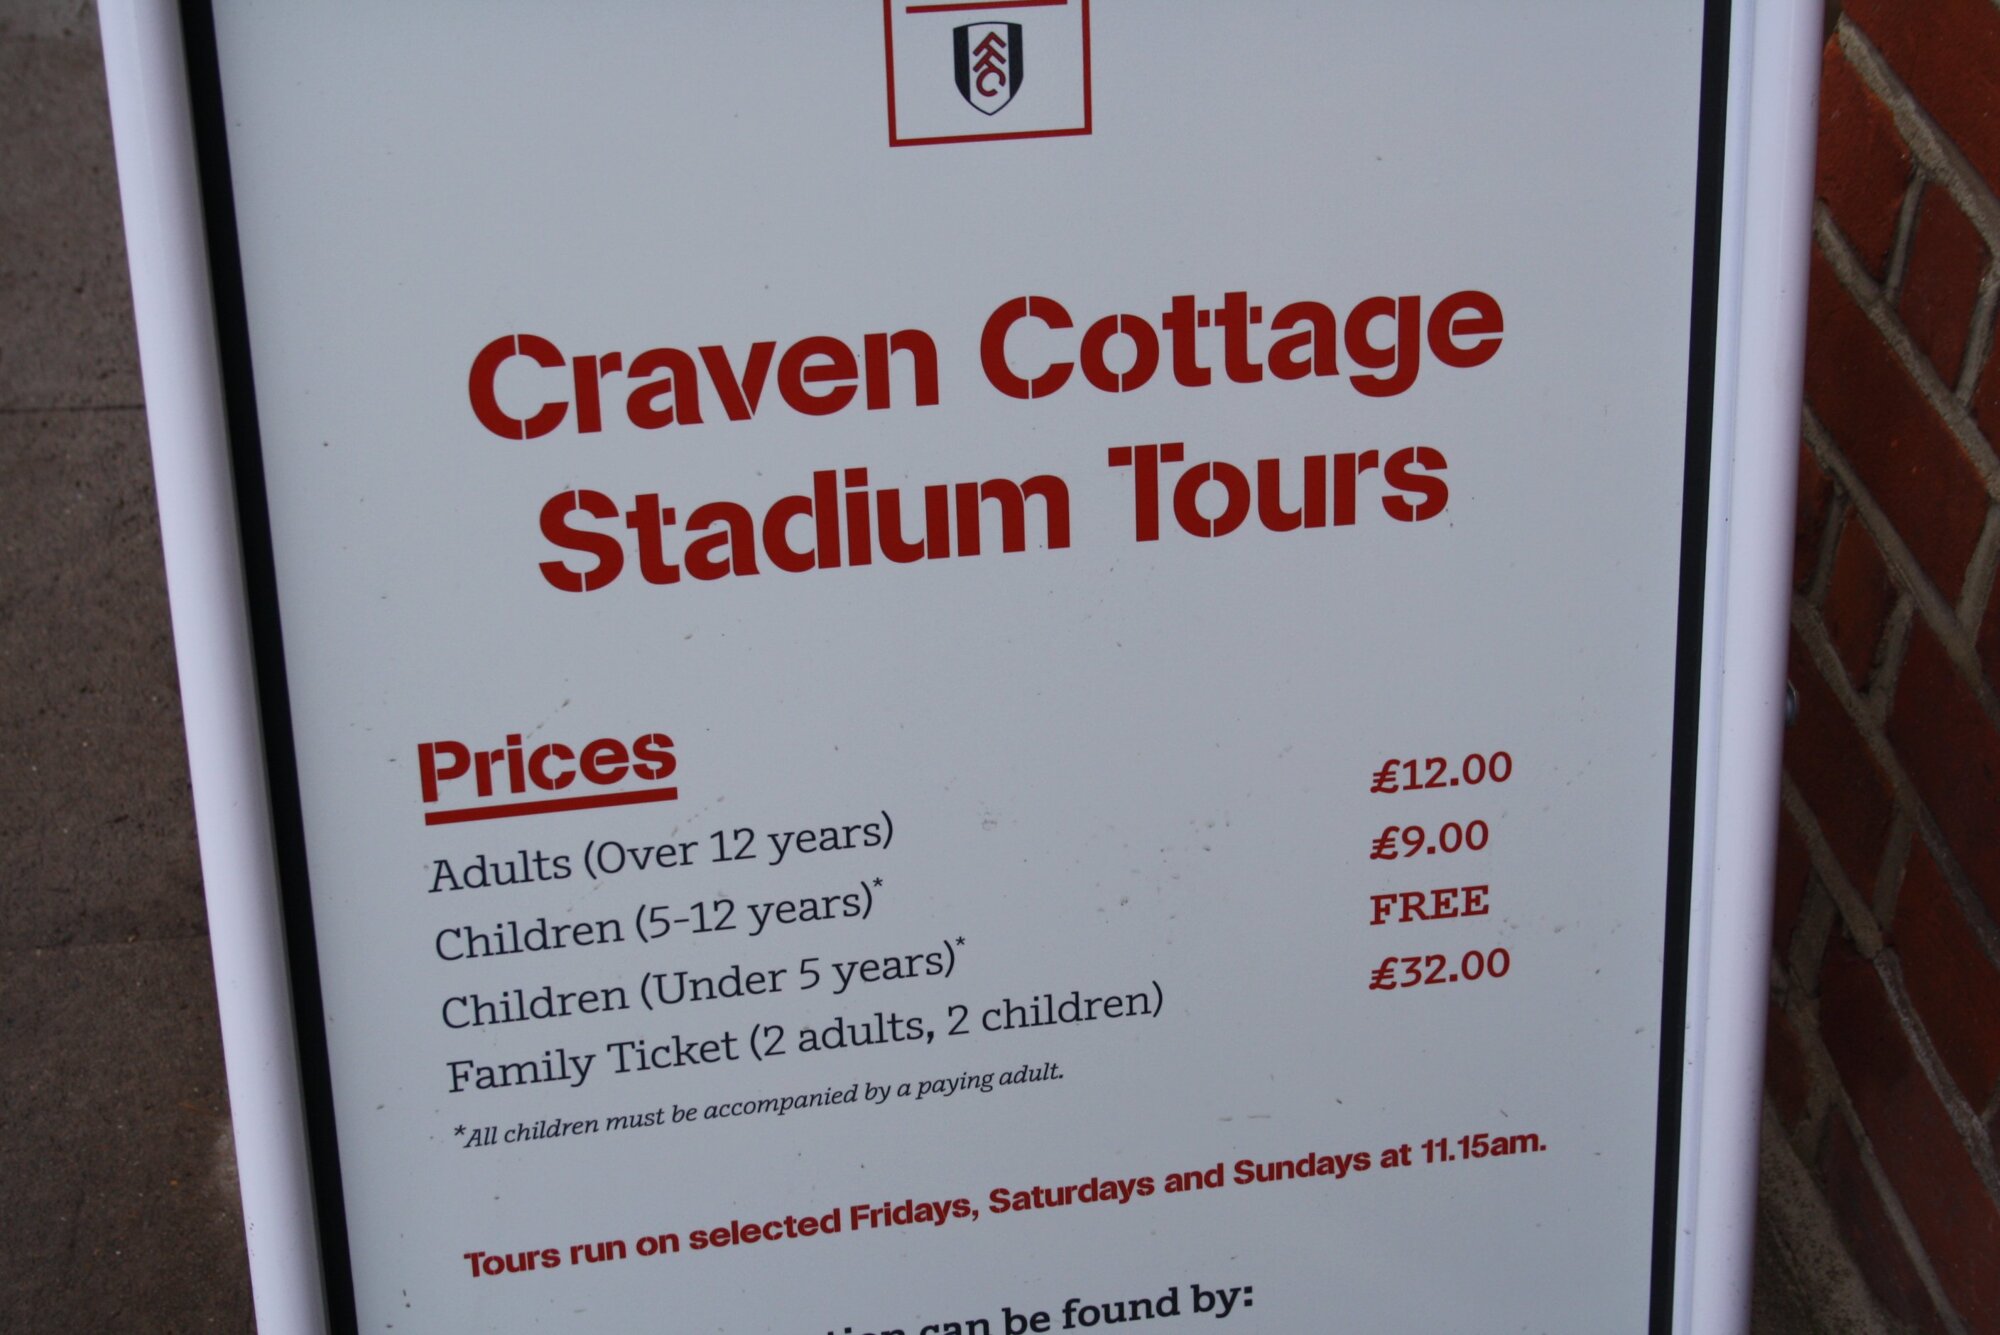 FFC
Craven Cottage
Stadium Tours
Prices
Adults (Over 12 years) £12.00
Children (5-12 years)* £9.00
Children (Under 5 years)* FREE
Family Ticket (2 adults, 2 children) £32.00
*All children must be accompanied by a paying adult.
Tours run on selected Fridays, Saturdays and Sundays at 11.15am.
can be found by: